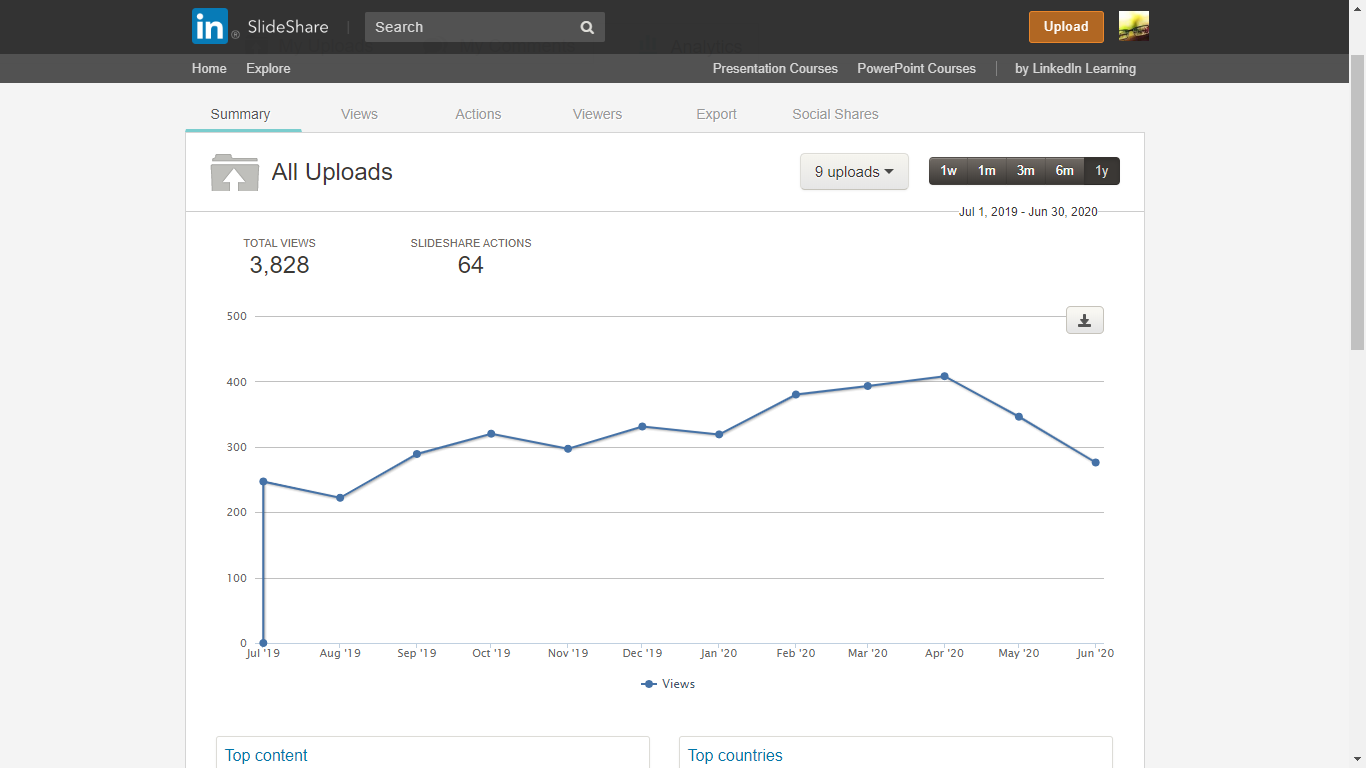 in® SlideShare | Search Upload
Home Explore Presentation Courses PowerPoint Courses | by LinkedIn Learning
Summary Views Actions Viewers Export Social Shares
All Uploads 9 uploads 1w 1m 3m 6m 1y
Jul 1, 2019 - Jun 30, 2020
TOTAL VIEWS SLIDESHARE ACTIONS
3,828 64
500
400
300
200
100
0
Jul '19 Aug '19 Sep '19 Oct '19 Nov '19 Dec '19 Jan '20 Feb '20 Mar '20 Apr '20 May '20 Jun '20
Views
Top content Top countries